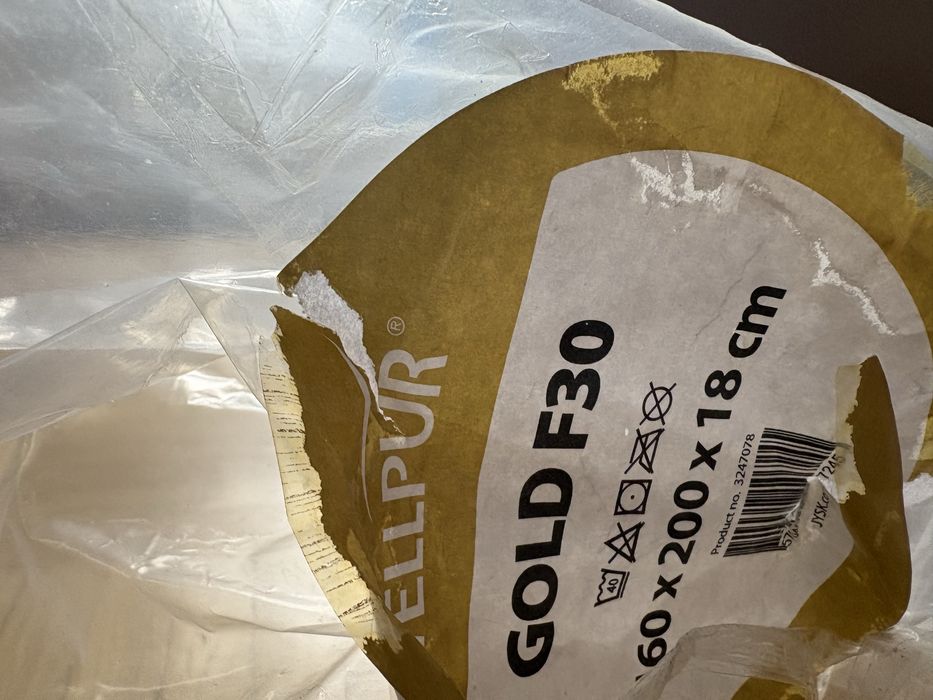 ELLPUR®
GOLD F30
40
60 x 200 x 18 cm
Product no. 3247078
JYSK